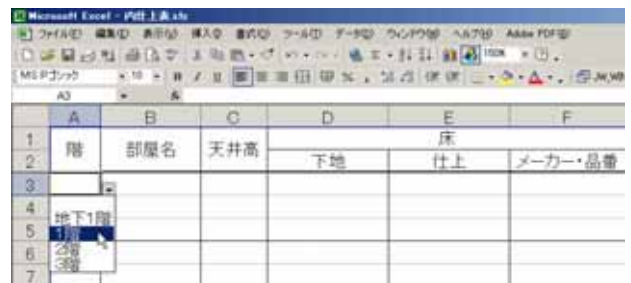 Microsoft Excel - 内仕上表.xls
ファイル(F) 編集(E) 表示(V) 挿入(I) 書式(O) ツール(T) データ(D) ウィンドウ(W) ヘルプ(H) Adobe PDF(B)
100%
MS Pゴシック 10 B I U
A3
A B C D E F
1 階 部屋名 天井高 床
2 下地 仕上 メーカー・品番
3
4 地下1階
5 1階
6 2階
3階
7